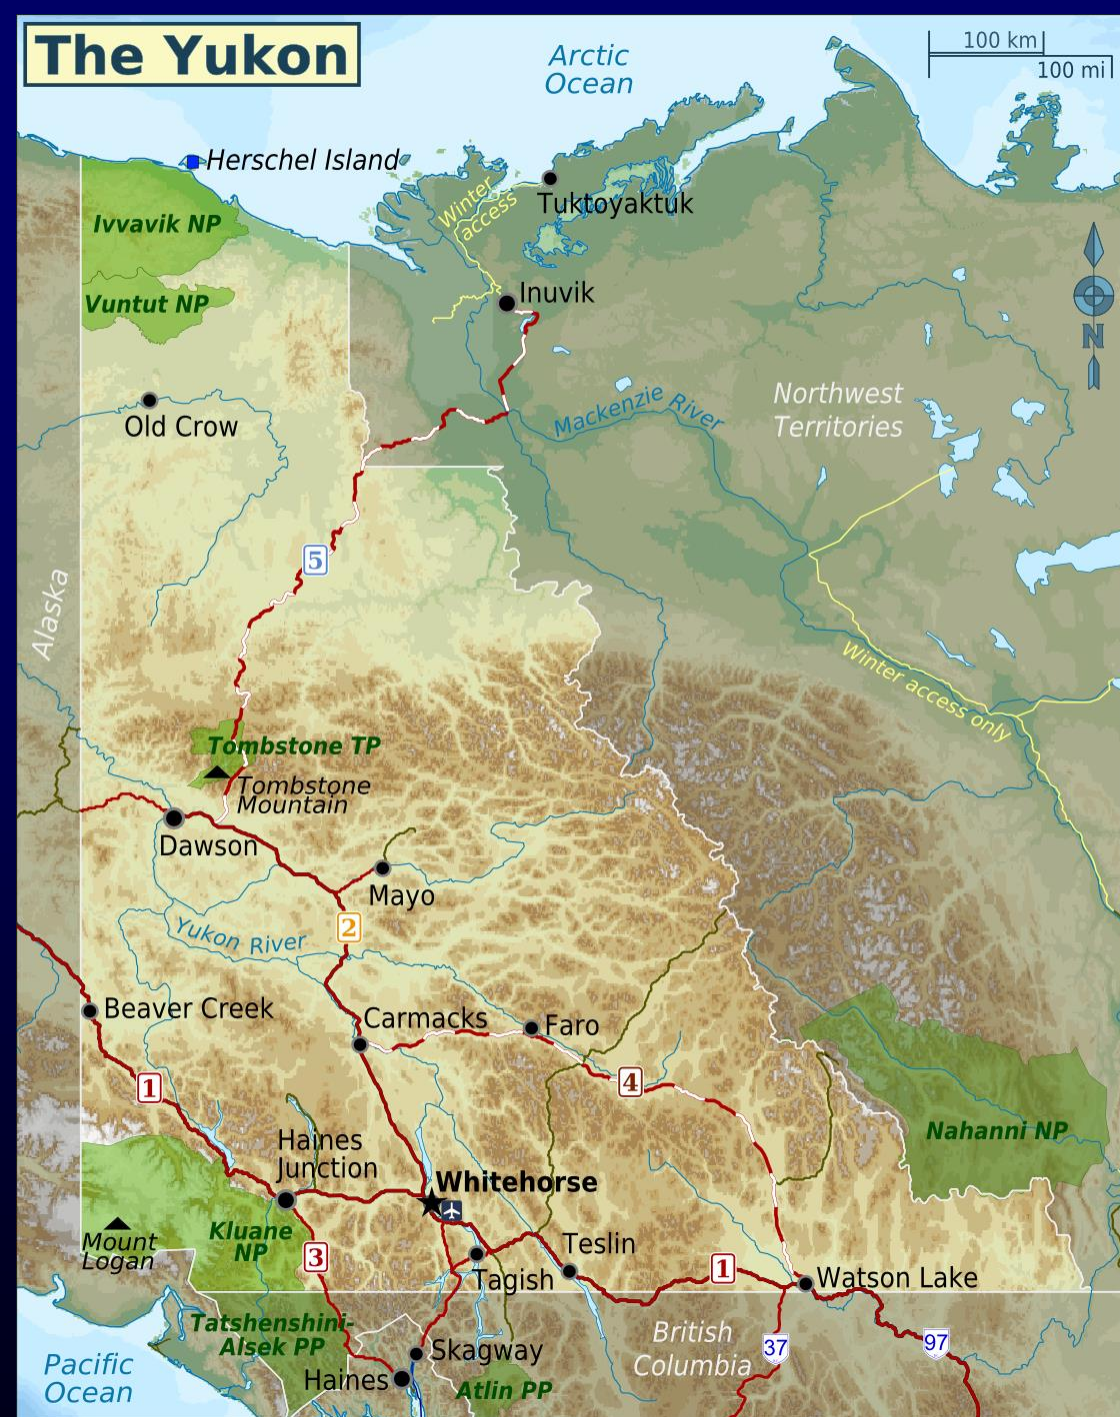 The Yukon
Arctic
Ocean
100 km
100 mi
Herschel Island
Ivvavik NP
Winter
access
Tuktoyaktuk
Vuntut NP
Inuvik
N
Old Crow
Mackenzie River
Northwest
Territories
5
Alaska
Winter access only
Tombstone TP
Tombstone
Mountain
Dawson
Mayo
2
Yukon River
Beaver Creek
Carmacks
Faro
1
4
Haines
Junction
Nahanni NP
Whitehorse
Kluane
NP
Mount
Logan
3
Teslin
Tagish
1
Watson Lake
Tatshenshini-
Alsek PP
British
Columbia
37
97
Pacific
Ocean
Skagway
Haines
Atlin PP